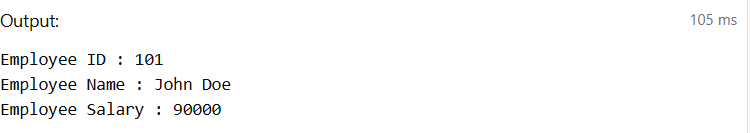 Output:
105 ms
Employee ID : 101
Employee Name : John Doe
Employee Salary : 90000